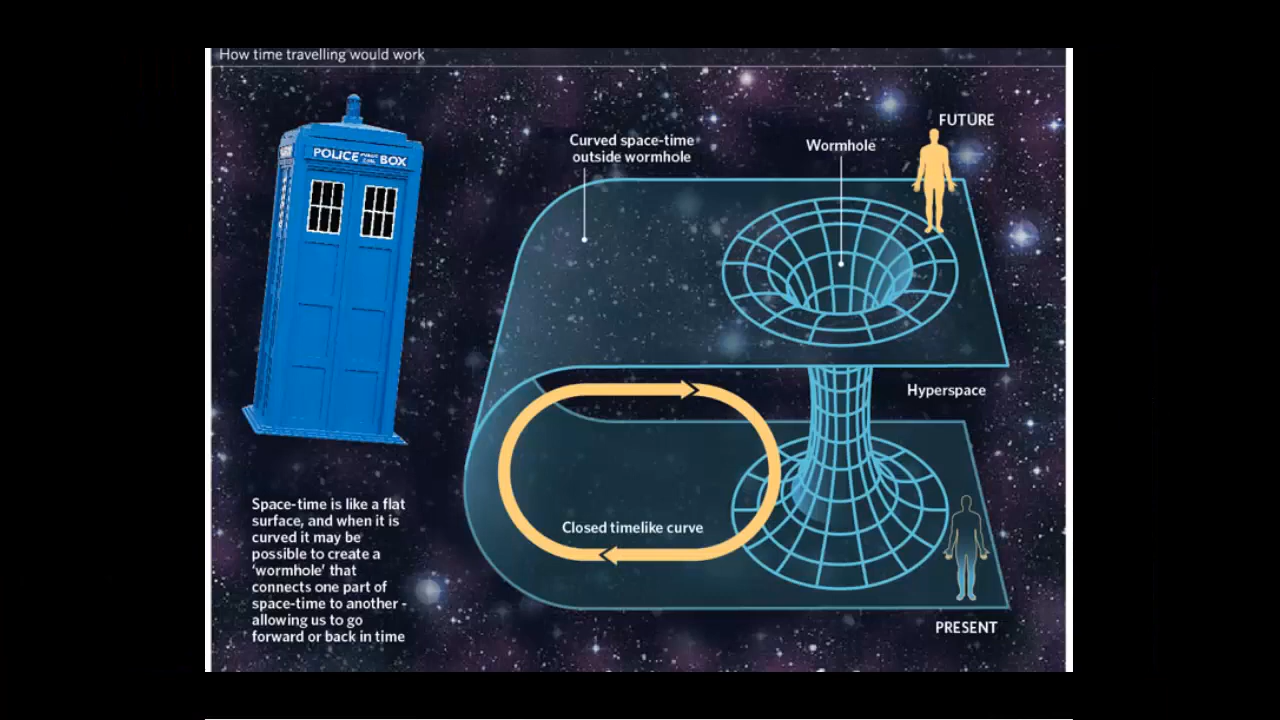 How time travelling would work
POLICE PUBLIC CALL BOX
Curved space-time
outside wormhole
Wormhole
FUTURE
Hyperspace
Closed timelike curve
PRESENT
Space-time is like a flat
surface, and when it is
curved it may be
possible to create a
‘wormhole’ that
connects one part of
space-time to another -
allowing us to go
forward or back in time